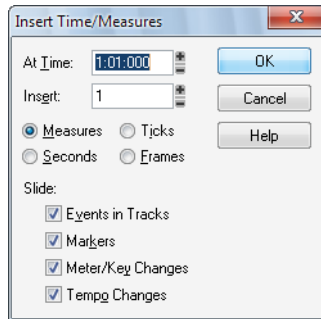 Insert Time/Measures
At Time: 1:01:000
OK
Insert: 1
Cancel
Measures Ticks
Help
Seconds Frames
Slide:
Events in Tracks
Markers
Meter/Key Changes
Tempo Changes